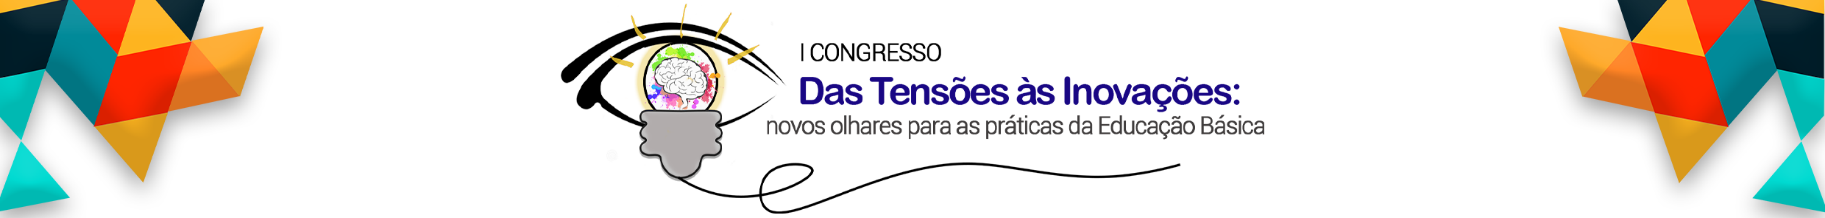 I CONGRESSO
Das Tensões às Inovações:
novos olhares para as práticas da Educação Básica